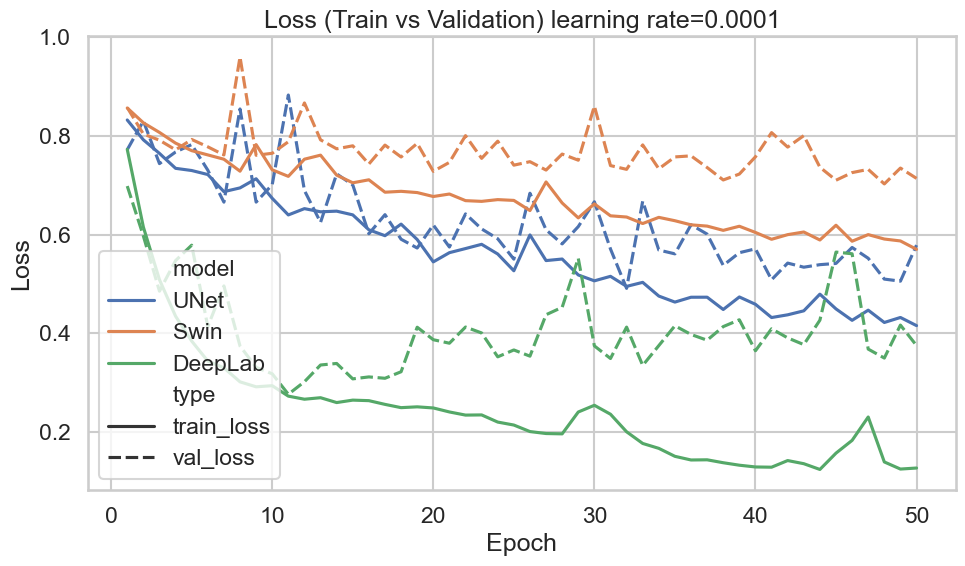 Loss (Train vs Validation) learning rate=0.0001
1.0
0.8
0.6
0.4
0.2
Loss
model
UNet
Swin
DeepLab
type
train_loss
val_loss
0 10 20 30 40 50
Epoch